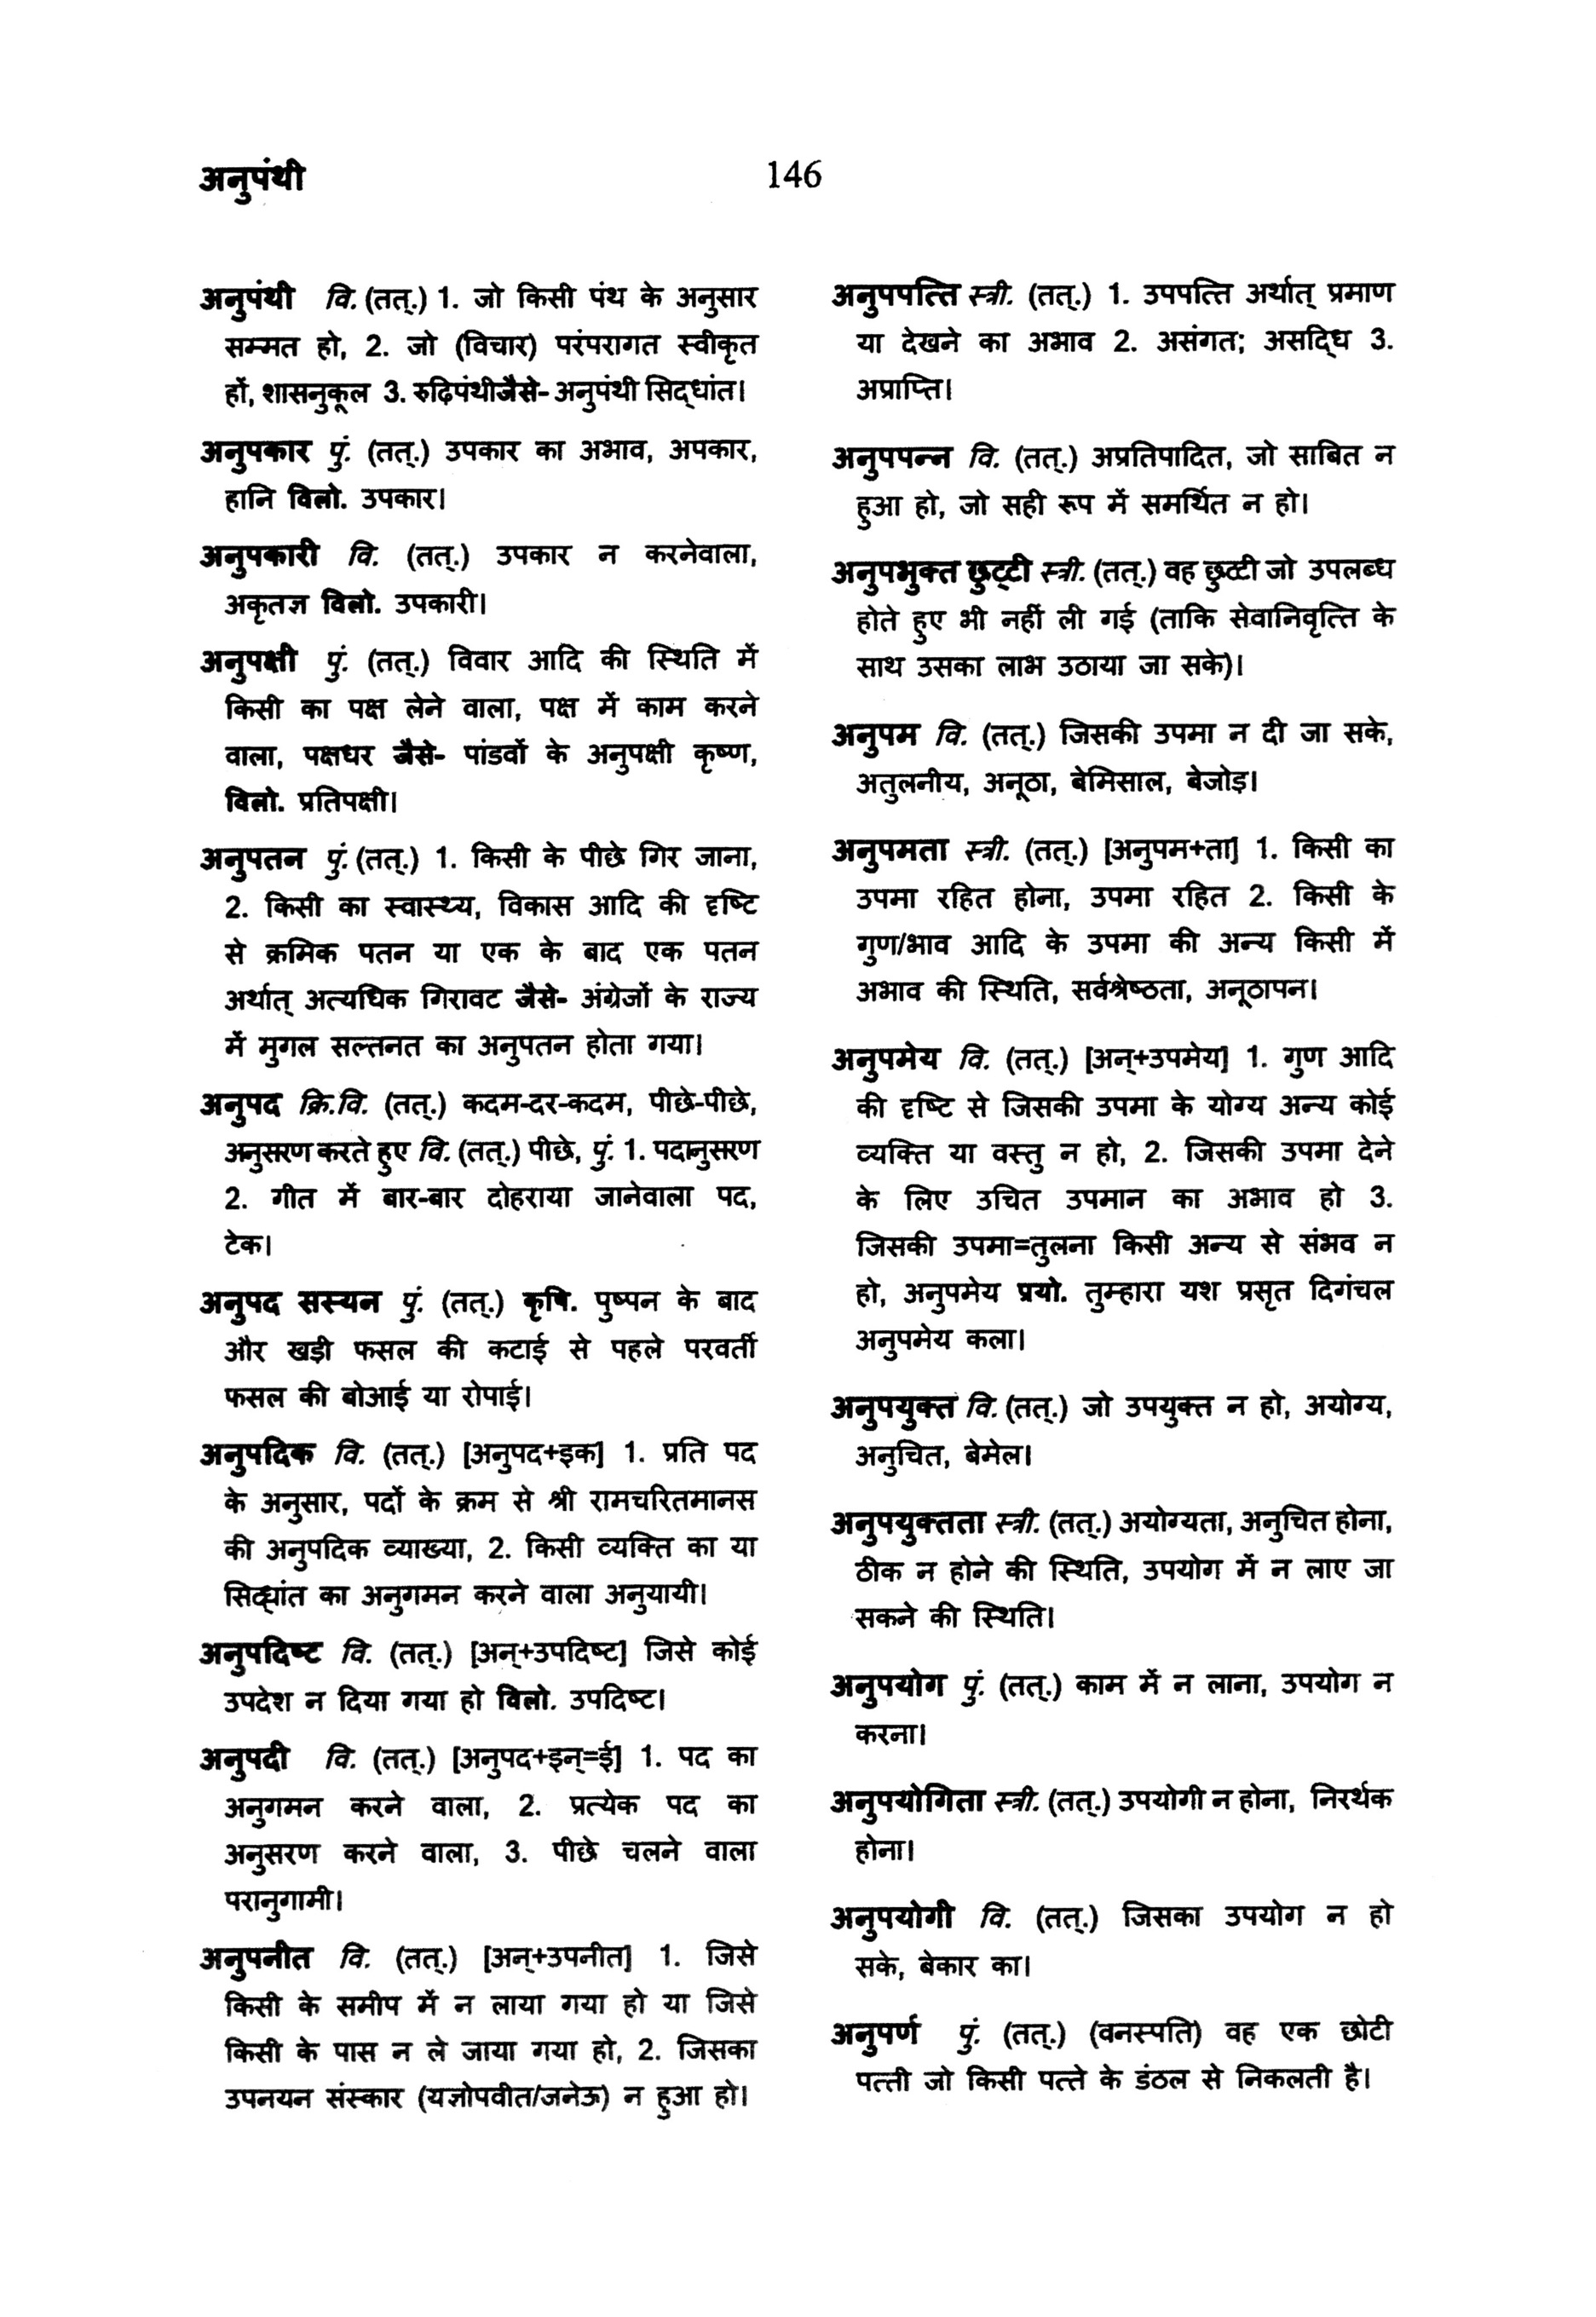 अनुपंथी
146
अनुपंथी वि. (तत्.) 1. जो किसी पंथ के अनुसार
सम्मत हो, 2. जो (विचार) परंपरागत स्वीकृत
हों, शासनुकूल 3. रुढ़िपंथीजैसे- अनुपंथी सिद्धांत।
अनुपकार पुं. (तत्.) उपकार का अभाव, अपकार,
हानि विलो. उपकार।
अनुपकारी वि. (तत्.) उपकार न करनेवाला,
अकृतज्ञ विलो. उपकारी।
अनुपक्षी पुं. (तत्.) विवार आदि की स्थिति में
किसी का पक्ष लेने वाला, पक्ष में काम करने
वाला, पक्षधर जैसे- पांडवों के अनुपक्षी कृष्ण,
विलो. प्रतिपक्षी।
अनुपतन पुं. (तत्.) 1. किसी के पीछे गिर जाना,
2. किसी का स्वास्थ्य, विकास आदि की दृष्टि
से क्रमिक पतन या एक के बाद एक पतन
अर्थात् अत्यधिक गिरावट जैसे- अंग्रेजों के राज्य
में मुगल सल्तनत का अनुपतन होता गया।
अनुपद क्रि.वि. (तत्.) कदम-दर-कदम, पीछे-पीछे,
अनुसरण करते हुए वि. (तत्.) पीछे, पुं. 1. पदानुसरण
2. गीत में बार-बार दोहराया जानेवाला पद,
टेक।
अनुपद सस्यन पुं. (तत्.) कृषि. पुष्पन के बाद
और खड़ी फसल की कटाई से पहले परवर्ती
फसल की बोआई या रोपाई।
अनुपदिक वि. (तत्.) [अनुपद+इक] 1. प्रति पद
के अनुसार, पदों के क्रम से श्री रामचरितमानस
की अनुपदिक व्याख्या, 2. किसी व्यक्ति का या
सिद्धांत का अनुगमन करने वाला अनुयायी।
अनुपदिष्ट वि. (तत्.) [अन्+उपदिष्ट] जिसे कोई
उपदेश न दिया गया हो विलो. उपदिष्ट।
अनुपदी वि. (तत्.) [अनुपद+इन्=ई] 1. पद का
अनुगमन करने वाला, 2. प्रत्येक पद का
अनुसरण करने वाला, 3. पीछे चलने वाला
परानुगामी।
अनुपनीत वि. (तत्.) [अन्+उपनीत] 1. जिसे
किसी के समीप में न लाया गया हो या जिसे
किसी के पास न ले जाया गया हो, 2. जिसका
उपनयन संस्कार (यज्ञोपवीत/जनेऊ) न हुआ हो।
अनुपपत्ति स्त्री. (तत्.) 1. उपपत्ति अर्थात् प्रमाण
या देखने का अभाव 2. असंगत; असद्धि 3.
अप्राप्ति।
अनुपपन्न वि. (तत्.) अप्रतिपादित, जो साबित न
हुआ हो, जो सही रूप में समर्थित न हो।
अनुपभुक्त छुट्टी स्त्री. (तत्.) वह छुट्टी जो उपलब्ध
होते हुए भी नहीं ली गई (ताकि सेवानिवृत्ति के
साथ उसका लाभ उठाया जा सके)।
अनुपम वि. (तत्.) जिसकी उपमा न दी जा सके,
अतुलनीय, अनूठा, बेमिसाल, बेजोड़।
अनुपमता स्त्री. (तत्.) [अनुपम+ता] 1. किसी का
उपमा रहित होना, उपमा रहित 2. किसी के
गुण/भाव आदि के उपमा की अन्य किसी में
अभाव की स्थिति, सर्वश्रेष्ठता, अनूठापन।
अनुपमेय वि. (तत्.) [अन्+उपमेय] 1. गुण आदि
की दृष्टि से जिसकी उपमा के योग्य अन्य कोई
व्यक्ति या वस्तु न हो, 2. जिसकी उपमा देने
के लिए उचित उपमान का अभाव हो 3.
जिसकी उपमा=तुलना किसी अन्य से संभव न
हो, अनुपमेय प्रयो. तुम्हारा यश प्रसृत दिगंचल
अनुपमेय कला।
अनुपयुक्त वि. (तत्.) जो उपयुक्त न हो, अयोग्य,
अनुचित, बेमेल।
अनुपयुक्तता स्त्री. (तत्.) अयोग्यता, अनुचित होना,
ठीक न होने की स्थिति, उपयोग में न लाए जा
सकने की स्थिति।
अनुपयोग पुं. (तत्.) काम में न लाना, उपयोग न
करना।
अनुपयोगिता स्त्री. (तत्.) उपयोगी न होना, निरर्थक
होना।
अनुपयोगी वि. (तत्.) जिसका उपयोग न हो
सके, बेकार का।
अनुपर्ण पुं. (तत्.) (वनस्पति) वह एक छोटी
पत्ती जो किसी पत्ते के डंठल से निकलती है।